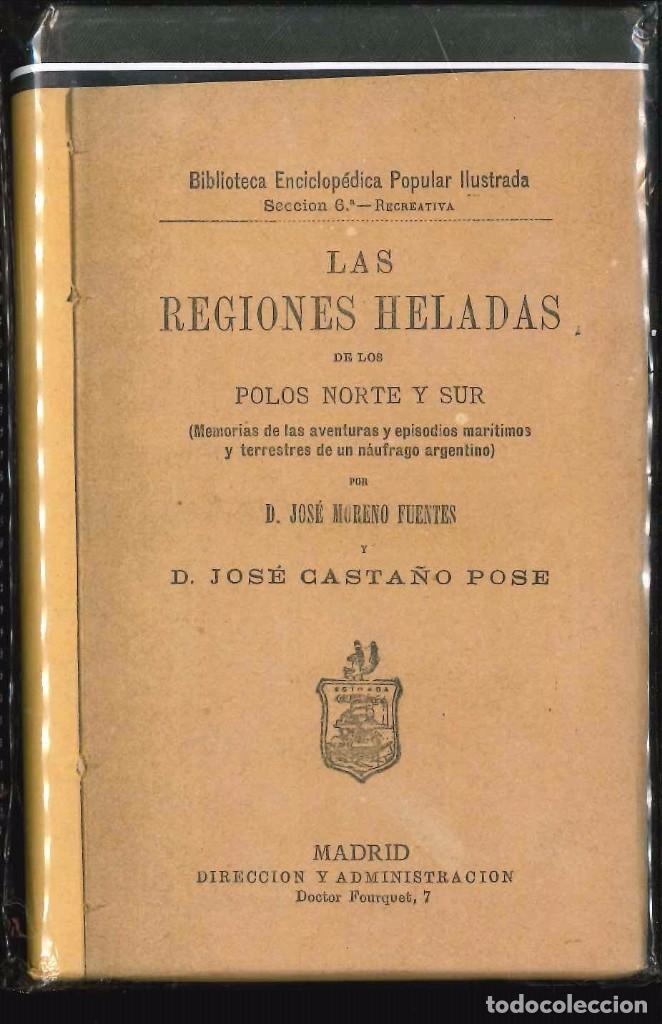 Biblioteca Enciclopédica Popular Ilustrada
Seccion 6.ª—Recreativa
LAS
REGIONES HELADAS
DE LOS
POLOS NORTE Y SUR
(Memorias de las aventuras y episodios marítimos
y terrestres de un náufrago argentino)
POR
D. JOSÉ MORENO FUENTES
Y
D. JOSÉ CASTAÑO POSE
ESTRADA
MADRID
DIRECCION Y ADMINISTRACION
Doctor Fourquet, 7
todocoleccion